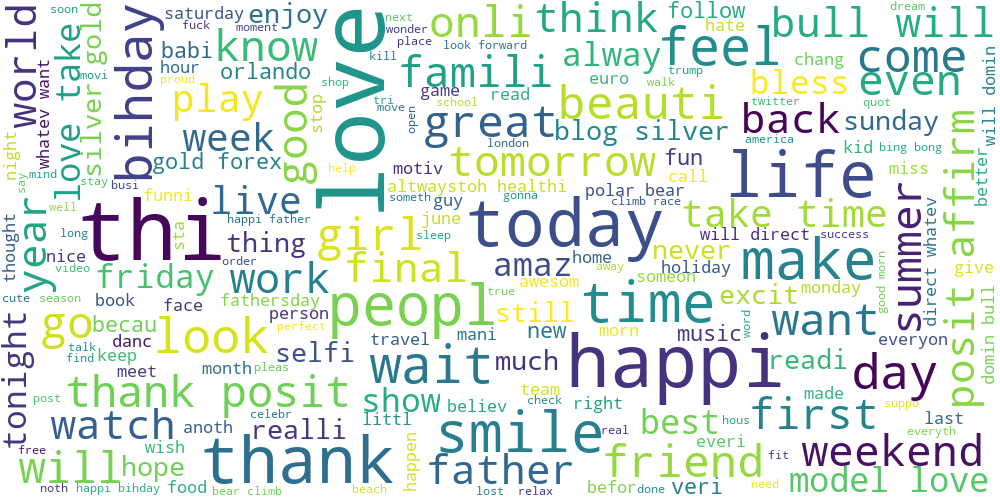 soon
saturday
fuck
moment
enjoy
next
wonder
place
look forward
onli
think
follow
hate
dream
bull will
world
love take
movi
silver gold
bihday
babi
hour
proud
know
orlando
play
week
gold forex
good
stop
shop
tri
move
kill
love
famili
euro
game
read
school
great
open
london
alway
feel
trump
walk
chang
bless
come
even
will domin
twitter
quot
beauti
blog silver
back
america
sunday
kid
bing bong
miss
better
night
whatev want
mind
say
stay
busi
well
funni
live
happi father
help
motiv
altwaystoh healthi
someth
gonna
tomorrow
fun
call
polar bear
climb race
life
posit affirm
thought
year
long
nice
video
thi
sta
thing
order
girl
guy
june
sleep
today
take time
will direct
success
never
someon
home
holiday
away
make
summer
direct whatev
give
good morn
cute
season
friday
book
work
face
fathersday
person
final
amaz
awesom
true
still
peopl
time
excit
monday
word
want
everyon
domin bull
tonight
go
becau
talk
find
danc
keep
meet
look
perfect
month
selfi
pleas
travel
mani
morn
new
wait
much
music
happi
readi
day
post
thank posit
show
littl
team
check
believ
right
made
watch
anoth
celebr
realli
wish
smile
real
best
hous
first
suppo
last
everyth
weekend
free
will
hope
noth
happi bihday
food
bear climb
thank
beach
happen
father
lost
relax
befor
done
friend
everi
veri
need
fit
model love